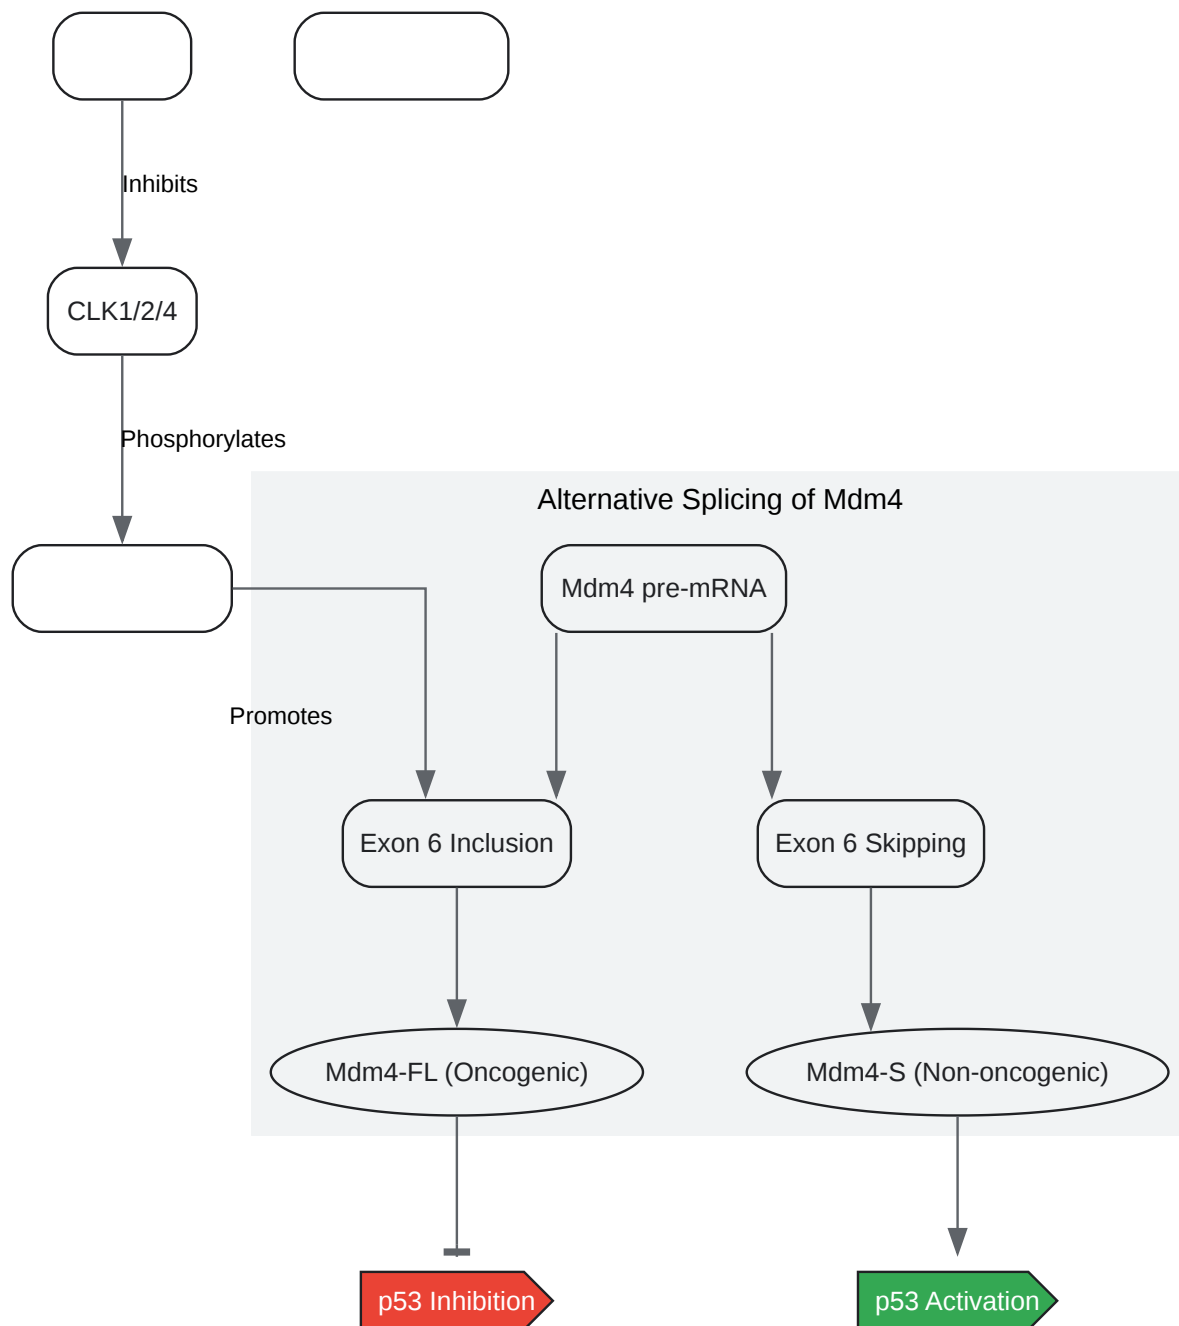 Inhibits
CLK1/2/4
Phosphorylates
Alternative Splicing of Mdm4
Mdm4 pre-mRNA
Promotes
Exon 6 Inclusion
Exon 6 Skipping
Mdm4-FL (Oncogenic)
Mdm4-S (Non-oncogenic)
p53 Inhibition
p53 Activation